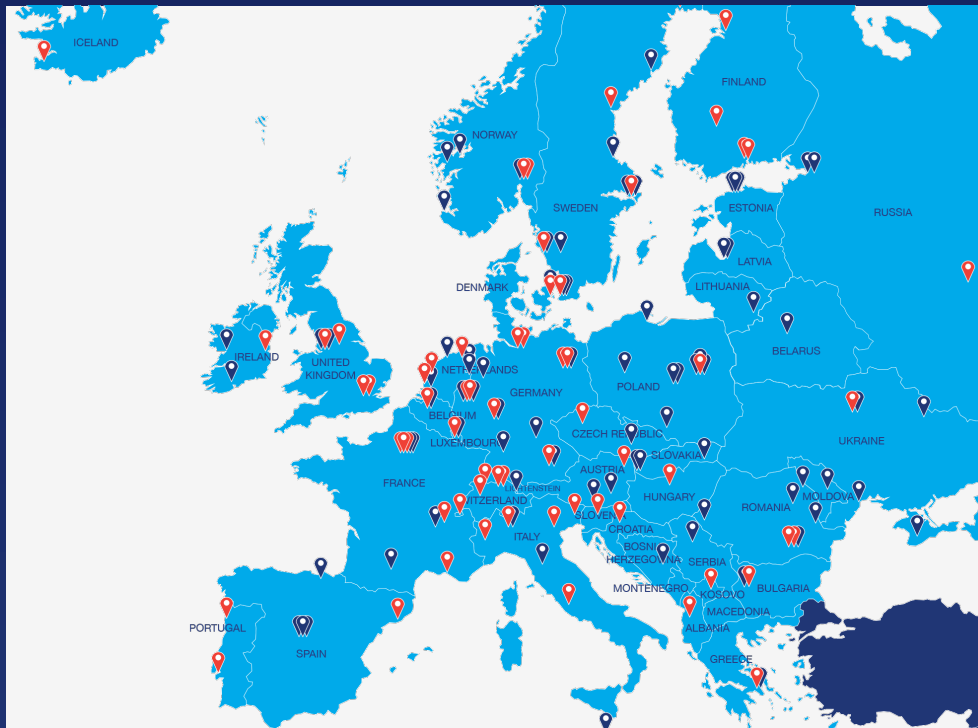 ICELAND
FINLAND
NORWAY
SWEDEN
ESTONIA
RUSSIA
LATVIA
DENMARK
LITHUANIA
BELARUS
IRELAND
UNITED
KINGDOM
NETHERLANDS
GERMANY
POLAND
BELGIUM
CZECH REPUBLIC
LUXEMBOURG
UKRAINE
SLOVAKIA
AUSTRIA
FRANCE
LIECHTENSTEIN
HUNGARY
MOLDOVA
SWITZERLAND
ROMANIA
SLOVENIA
CROATIA
ITALY
BOSNIA
HERZEGOVINA
SERBIA
MONTENEGRO
KOSOVO
BULGARIA
MACEDONIA
PORTUGAL
ALBANIA
SPAIN
GREECE